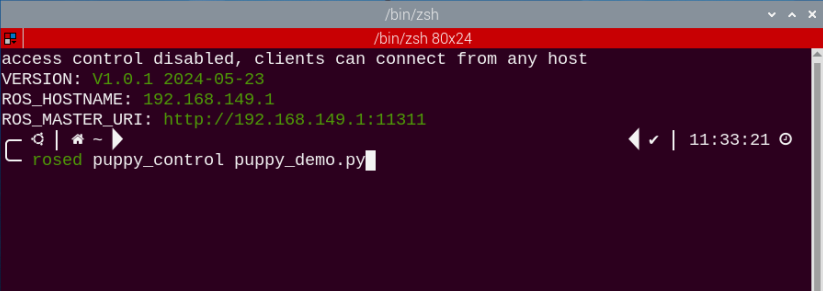 /bin/zsh
/bin/zsh 80x24
access control disabled, clients can connect from any host
VERSION: V1.0.1 2024-05-23
ROS_HOSTNAME: 192.168.149.1
ROS_MASTER_URI: http://192.168.149.1:11311
~ ✔ 11:33:21
rosed puppy_control puppy_demo.py